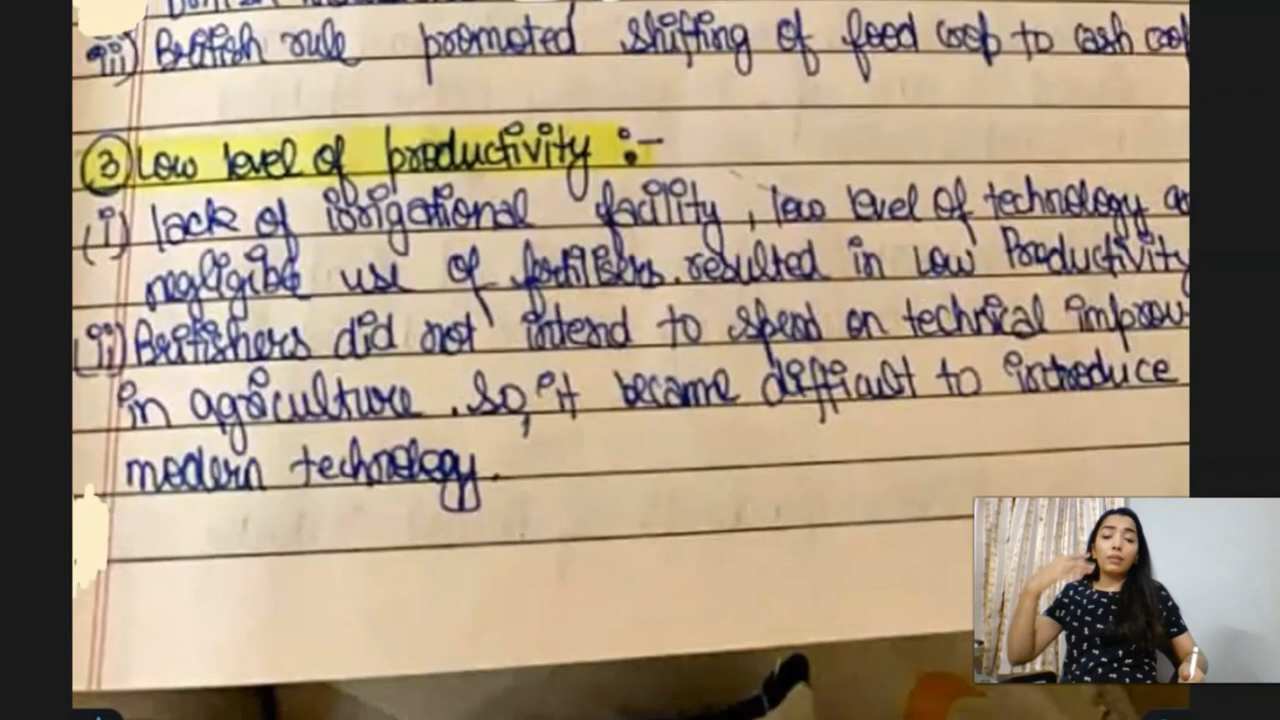 iii) British rule promoted shifting of food crop to cash crop
③ Low level of productivity :-
(i) lack of irrigational facility, low level of technology
negligible use of fertilisers resulted in low Productivity
(ii) Britishers did not intend to spend on technical improv
in agriculture. So, it became difficult to introduce
modern technology.